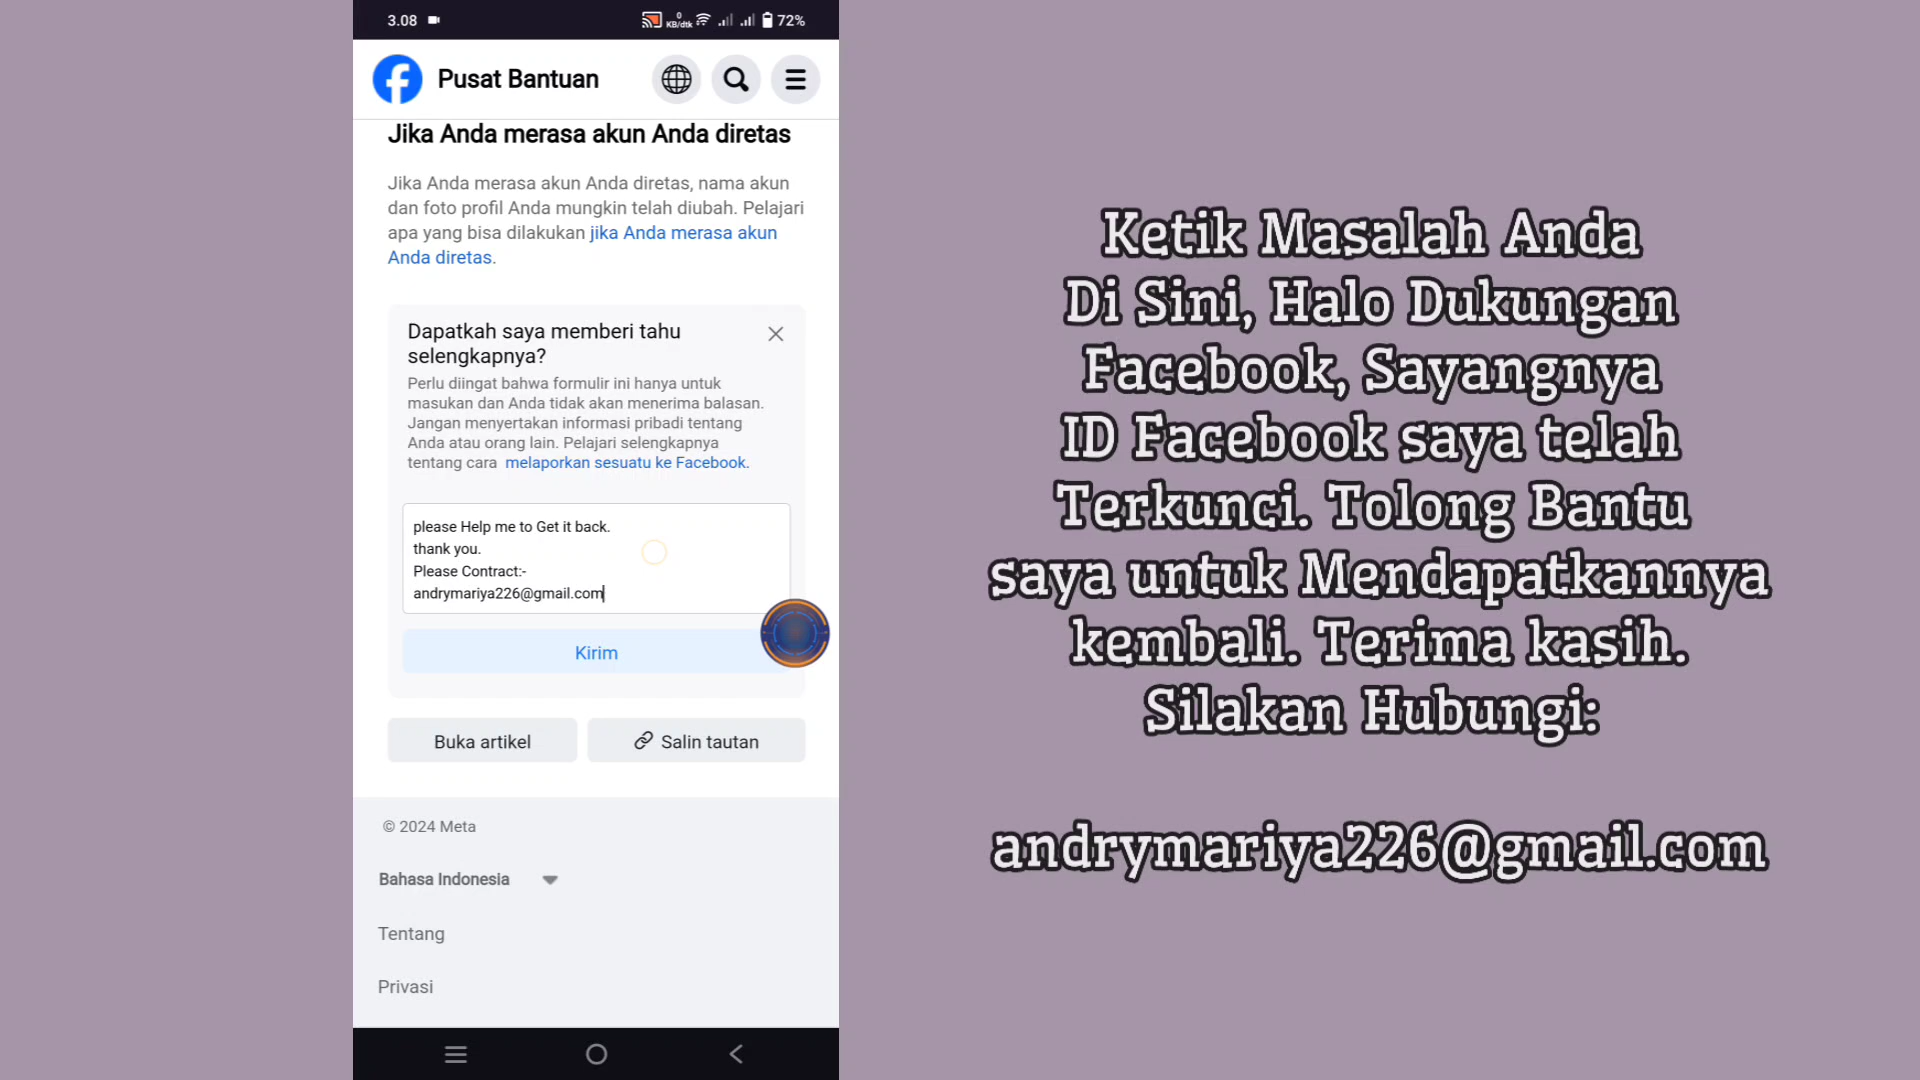 3.08
0
KB/dtk
72%
Pusat Bantuan
Jika Anda merasa akun Anda diretas
Jika Anda merasa akun Anda diretas, nama akun
dan foto profil Anda mungkin telah diubah. Pelajari
apa yang bisa dilakukan jika Anda merasa akun
Anda diretas.
Dapatkah saya memberi tahu
selengkapnya?
Perlu diingat bahwa formulir ini hanya untuk
masukan dan Anda tidak akan menerima balasan.
Jangan menyertakan informasi pribadi tentang
Anda atau orang lain. Pelajari selengkapnya
tentang cara melaporkan sesuatu ke Facebook.
please Help me to Get it back.
thank you.
Please Contract:-
andrymariya226@gmail.com
Kirim
Buka artikel
Salin tautan
© 2024 Meta
Bahasa Indonesia
Tentang
Privasi
Ketik Masalah Anda
Di Sini, Halo Dukungan
Facebook, Sayangnya
ID Facebook saya telah
Terkunci. Tolong Bantu
saya untuk Mendapatkannya
kembali. Terima kasih.
Silakan Hubungi:
andrymariya226@gmail.com